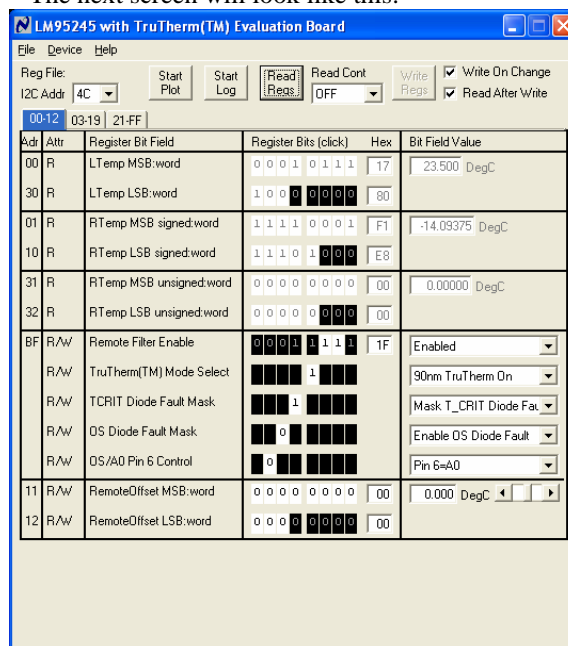 The next screen will look like this:
LM95245 with TruTherm(TM) Evaluation Board
File Device Help
Reg File: Start Plot Start Log Read Regs Read Cont Write Regs Write On Change
I2C Addr 4C OFF Read After Write
00-12 03-19 21-FF
Adr Attr Register Bit Field Register Bits (click) Hex Bit Field Value
00 R LTemp MSB:word 0 0 0 1 0 1 1 1 17 23.500 DegC
30 R LTemp LSB:word 1 0 0 0 0 0 0 0 80
01 R RTemp MSB signed:word 1 1 1 1 0 0 0 1 F1 -14.09375 DegC
10 R RTemp LSB signed:word 1 1 1 0 1 0 0 0 E8
31 R RTemp MSB unsigned:word 0 0 0 0 0 0 0 0 00 0.00000 DegC
32 R RTemp LSB unsigned:word 0 0 0 0 0 0 0 0 00
BF R/W Remote Filter Enable 0 0 0 1 1 1 1 1 1F Enabled
R/W TruTherm(TM) Mode Select 1 90nm TruTherm On
R/W TCRIT Diode Fault Mask 1 Mask T_CRIT Diode Fau
R/W OS Diode Fault Mask 0 Enable OS Diode Fault
R/W OS/A0 Pin 6 Control 0 Pin 6=A0
11 R/W RemoteOffset MSB:word 0 0 0 0 0 0 0 0 00 0.000 DegC
12 R/W RemoteOffset LSB:word 0 0 0 0 0 0 0 0 00